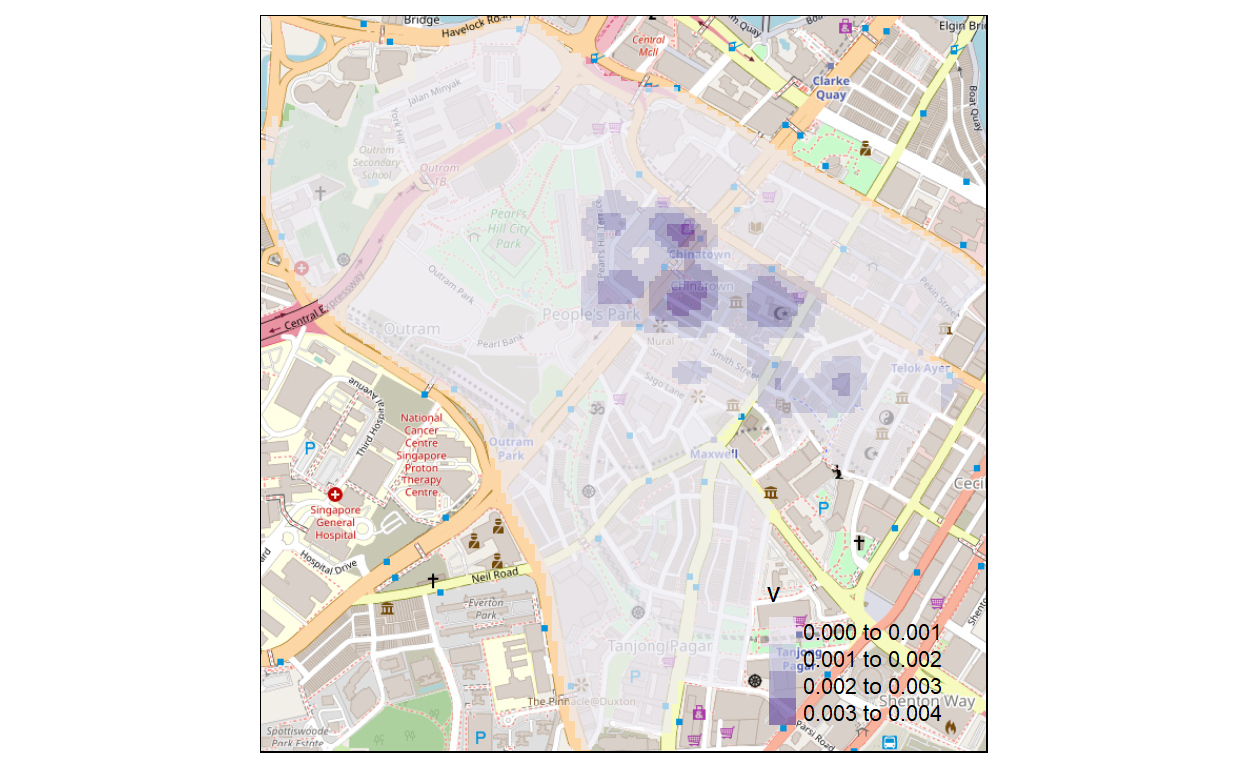 Bridge
Havelock Road
Elgin Bri
Central
Mall
Clarke
Quay
Boat Quay
Jalan Minyak
York Hill
Outram
Secondary
School
Outram
Pearl's
Hill City
Park
Pearl's Hill Terrace
Chinatown
Chinatown
Outram Park
Pekin Street
People's Park
Central E
xpressway
Outram
Pearl Bank
Mural
Smith Street
Telok Ayer
Sago Lane
Third Hospital Avenue
National
Cancer
Centre
Singapore
Proton
Therapy
Centre
P
Outram
Park
Maxwell
Ceci
Singapore
General
Hospital
P
Hospital Drive
ard
Neil Road
Everton
Park
v
0.000 to 0.001
0.001 to 0.002
0.002 to 0.003
0.003 to 0.004
Tanjong Pagar
Tanjong
Pagar
P
The Pinnacle@Duxton
Shenton Way
Shento
Parsi Road
Spottiswoode
Park Estate
P